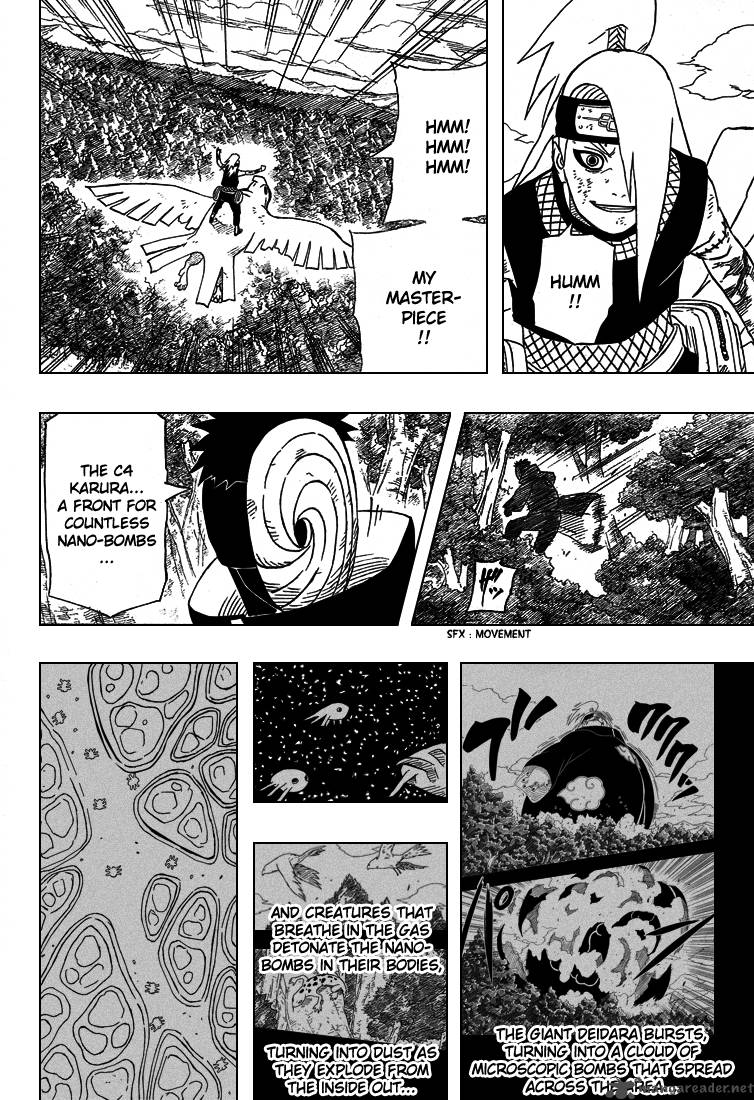 HUMM
!!
HMM!
HMM!
HMM!
MY
MASTER-
PIECE
!!
SFX : MOVEMENT
THE C4
KARURA...
A FRONT FOR
COUNTLESS
NANO-BOMBS
...
THE GIANT DEIDARA BURSTS,
TURNING INTO A CLOUD OF
MICROSCOPIC BOMBS THAT SPREAD
ACROSS THE AREA...
AND CREATURES THAT
BREATHE IN THE GAS
DETONATE THE NANO-
BOMBS IN THEIR BODIES,
TURNING INTO DUST AS
THEY EXPLODE FROM
THE INSIDE OUT...